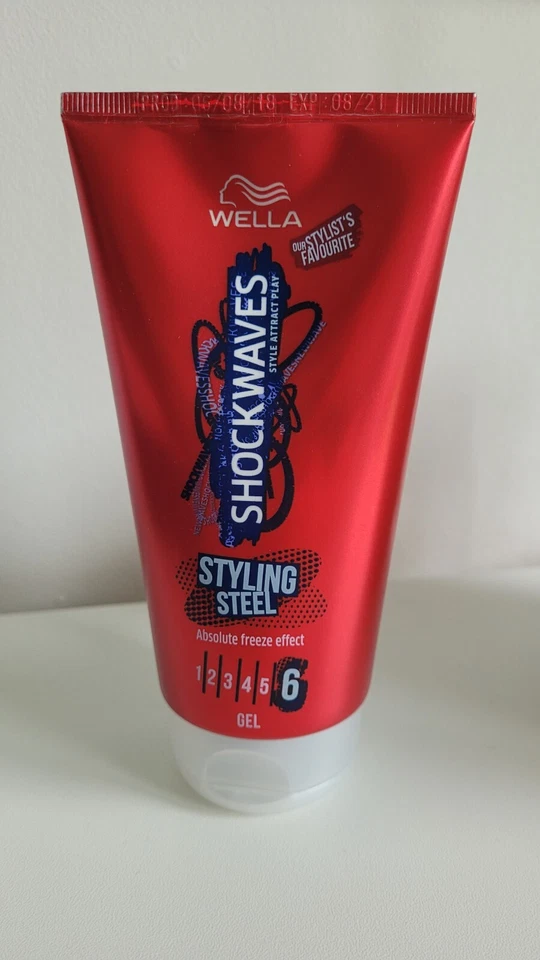 PROD:06/08/18 EXP:08/21
WELLA
OUR STYLIST'S
FAVOURITE
SHOCKWAVES
STYLE ATTRACT PLAY
STYLING
STEEL
Absolute freeze effect
1 2 3 4 5 6
GEL